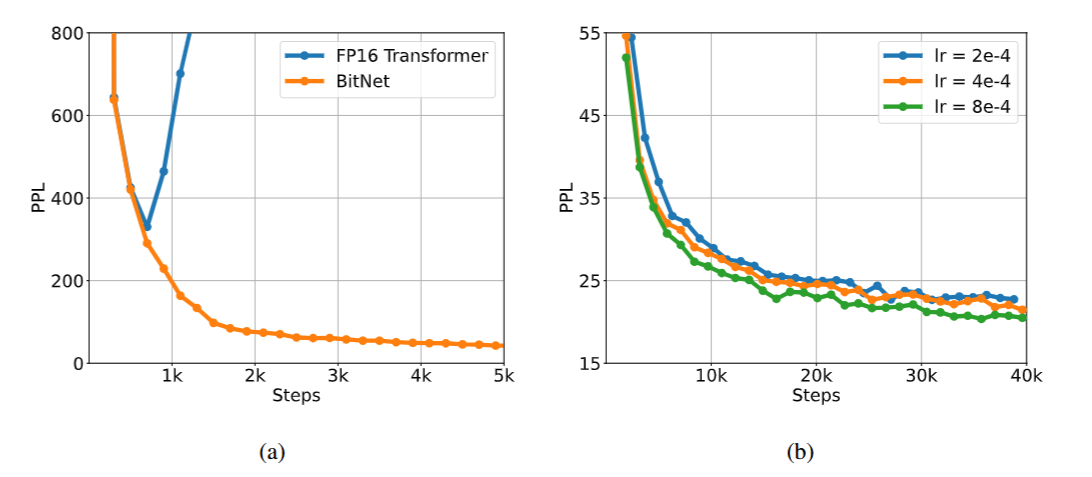 800
600
400
200
0
PPL
1k
2k
3k
4k
5k
Steps
FP16 Transformer
BitNet
(a)
55
45
35
25
15
PPL
10k
20k
30k
40k
Steps
lr = 2e-4
lr = 4e-4
lr = 8e-4
(b)